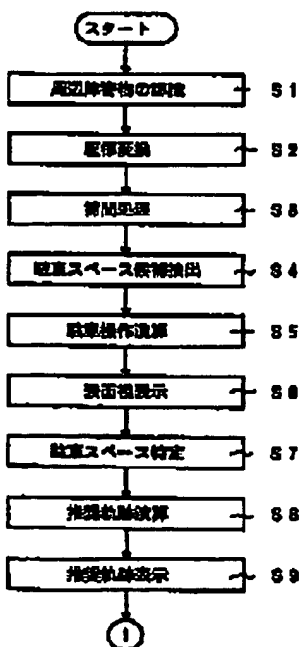 スタート
周辺障害物の認識 S1
座標変換 S2
補間処理 S3
駐車スペース候補抽出 S4
駐車操作演算 S5
表示 S6
駐車スペース特定 S7
推奨軌跡演算 S8
推奨軌跡表示 S9
1